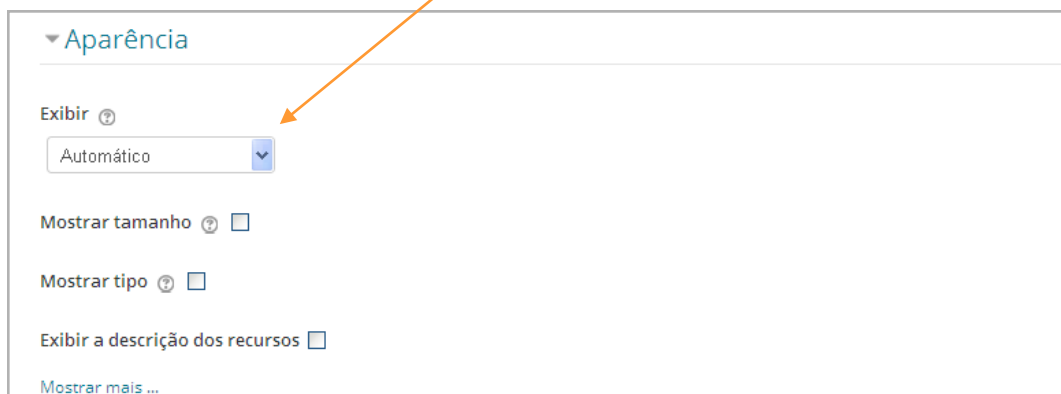 Aparência
Exibir
Automático
Mostrar tamanho
Mostrar tipo
Exibir a descrição dos recursos
Mostrar mais ...